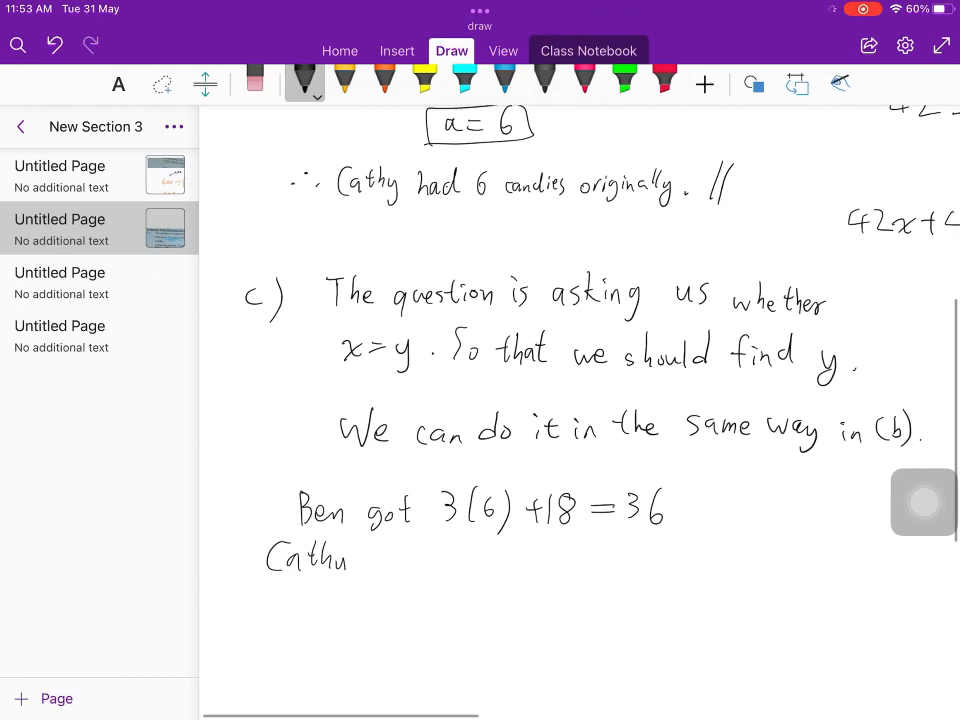 11:53 AM Tue 31 May
60%
draw
Home Insert Draw View Class Notebook
A
New Section 3
Untitled Page
No additional text
Untitled Page
No additional text
Untitled Page
No additional text
Untitled Page
No additional text
Page
a = 6
∴ Cathy had 6 candies originally. //
42x+
c) The question is asking us whether
x = y . So that we should find y .
We can do it in the same way in (b).
Ben got 3(6) +18 = 36
Cathy